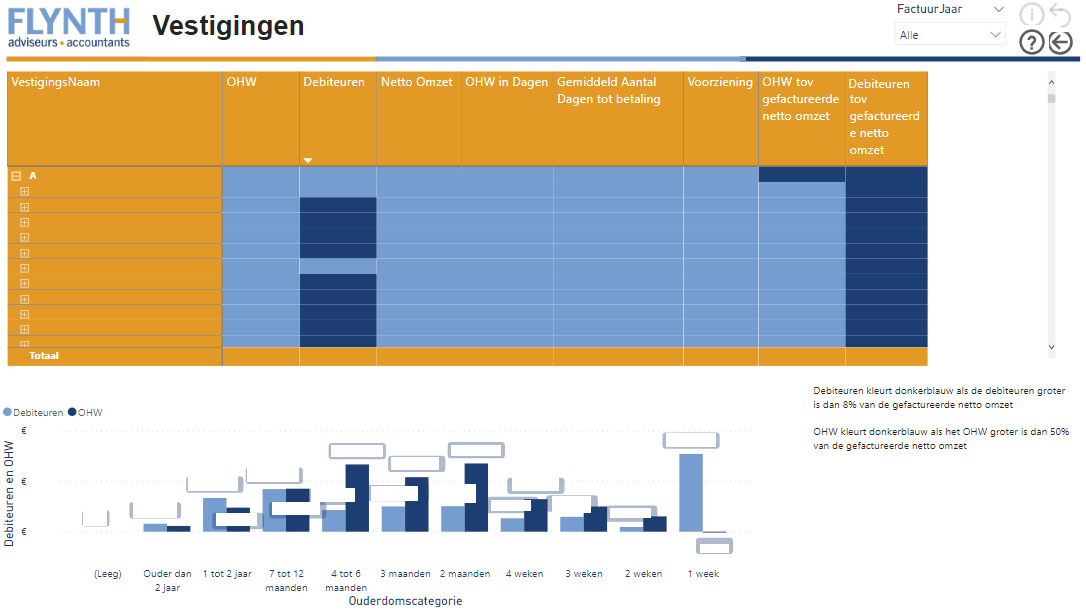 FLYNTH
adviseurs • accountants
Vestigingen
FactuurJaar
Alle
VestigingsNaam
OHW
Debiteuren
Netto Omzet
OHW in Dagen
Gemiddeld Aantal
Dagen tot betaling
Voorziening
OHW tov
gefactureerde
netto omzet
Debiteuren
tov
gefactureerd
e netto
omzet
A
Totaal
Debiteuren kleurt donkerblauw als de debiteuren groter
is dan 8% van de gefactureerde netto omzet
OHW kleurt donkerblauw als het OHW groter is dan 50%
van de gefactureerde netto omzet
Debiteuren
OHW
Debiteuren en OHW
€
€
€
(Leeg)
Ouder dan
2 jaar
1 tot 2 jaar
7 tot 12
maanden
4 tot 6
maanden
3 maanden
2 maanden
4 weken
3 weken
2 weken
1 week
Ouderdomscategorie